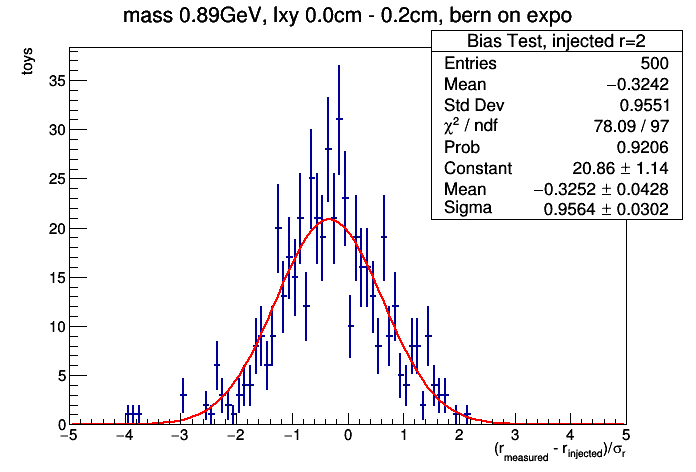 mass 0.89GeV, lxy 0.0cm - 0.2cm, bern on expo
Bias Test, injected r=2
Entries 500
Mean −0.3242
Std Dev 0.9551
χ² / ndf 78.09 / 97
Prob 0.9206
Constant 20.86 ± 1.14
Mean −0.3252 ± 0.0428
Sigma 0.9564 ± 0.0302
toys
35
30
25
20
15
10
5
0
−5 −4 −3 −2 −1 0 1 2 3 4 5
(r_measured - r_injected)/σ_r